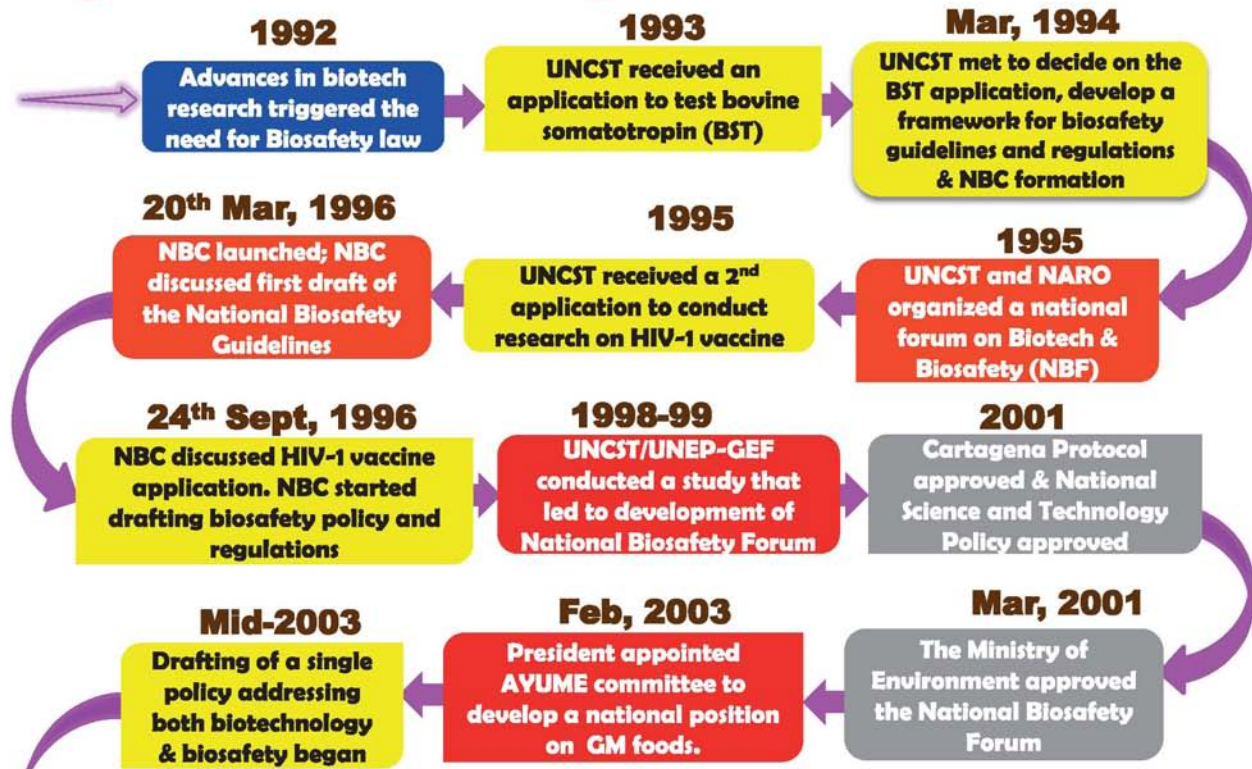 1992
Advances in biotech
research triggered the
need for Biosafety law
1993
UNCST received an
application to test bovine
somatotropin (BST)
Mar, 1994
UNCST met to decide on the
BST application, develop a
framework for biosafety
guidelines and regulations
& NBC formation
1995
UNCST and NARO
organized a national
forum on Biotech &
Biosafety (NBF)
1995
UNCST received a 2nd
application to conduct
research on HIV-1 vaccine
20th Mar, 1996
NBC launched; NBC
discussed first draft of
the National Biosafety
Guidelines
24th Sept, 1996
NBC discussed HIV-1 vaccine
application. NBC started
drafting biosafety policy and
regulations
1998-99
UNCST/UNEP-GEF
conducted a study that
led to development of
National Biosafety Forum
2001
Cartagena Protocol
approved & National
Science and Technology
Policy approved
Mar, 2001
The Ministry of
Environment approved
the National Biosafety
Forum
Feb, 2003
President appointed
AYUME committee to
develop a national position
on GM foods.
Mid-2003
Drafting of a single
policy addressing
both biotechnology
& biosafety began